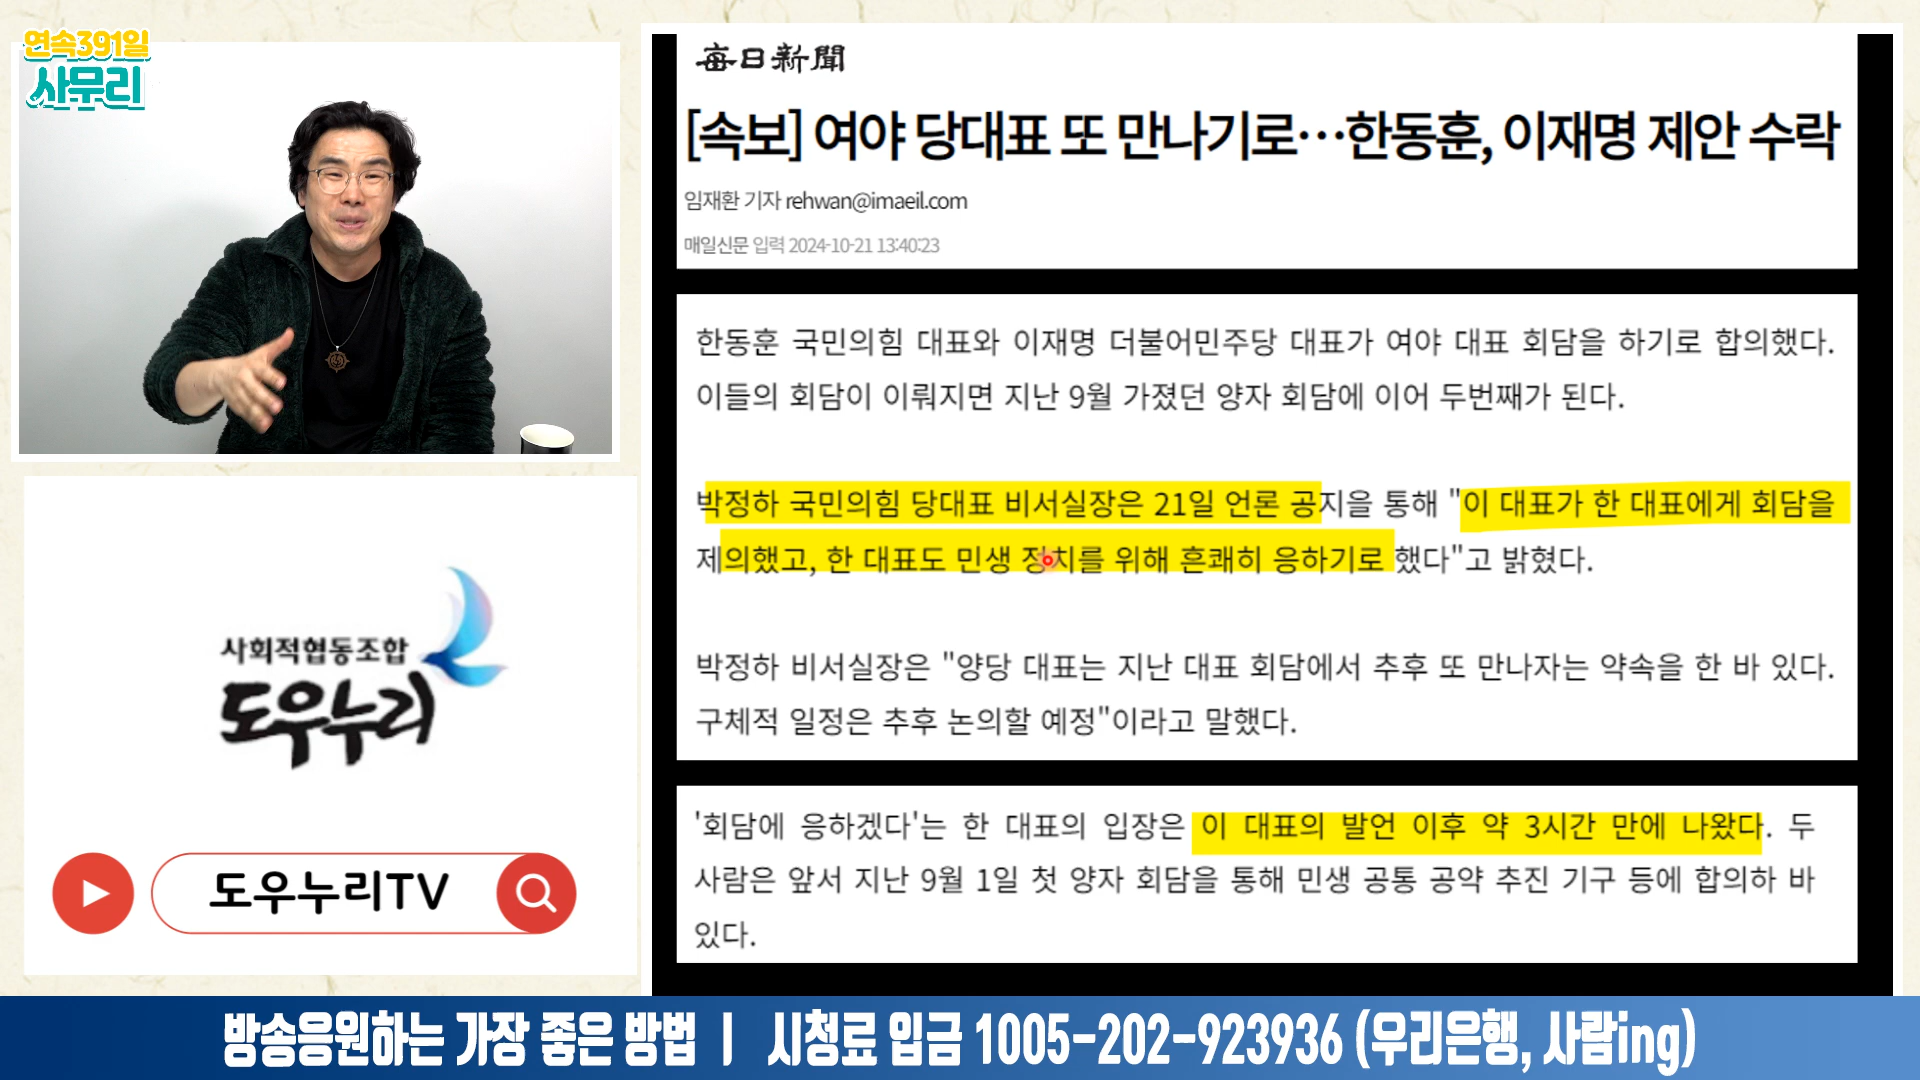 연속391일
사무리
每日新聞
[속보] 여야 당대표 또 만나기로…한동훈, 이재명 제안 수락
임재환 기자 rehwan@imaeil.com
매일신문 입력 2024-10-21 13:40:23
한동훈 국민의힘 대표와 이재명 더불어민주당 대표가 여야 대표 회담을 하기로 합의했다.
이들의 회담이 이뤄지면 지난 9월 가졌던 양자 회담에 이어 두번째가 된다.
박정하 국민의힘 당대표 비서실장은 21일 언론 공지을 통해 "이 대표가 한 대표에게 회담을
제의했고, 한 대표도 민생 정치를 위해 흔쾌히 응하기로 했다"고 밝혔다.
박정하 비서실장은 "양당 대표는 지난 대표 회담에서 추후 또 만나자는 약속을 한 바 있다.
구체적 일정은 추후 논의할 예정"이라고 말했다.
'회담에 응하겠다'는 한 대표의 입장은 이 대표의 발언 이후 약 3시간 만에 나왔다. 두
사람은 앞서 지난 9월 1일 첫 양자 회담을 통해 민생 공통 공약 추진 기구 등에 합의하 바
있다.
사회적협동조합
도우누리
도우누리TV
방송응원하는 가장 좋은 방법 | 시청료 입금 1005-202-923936 (우리은행, 사람ing)